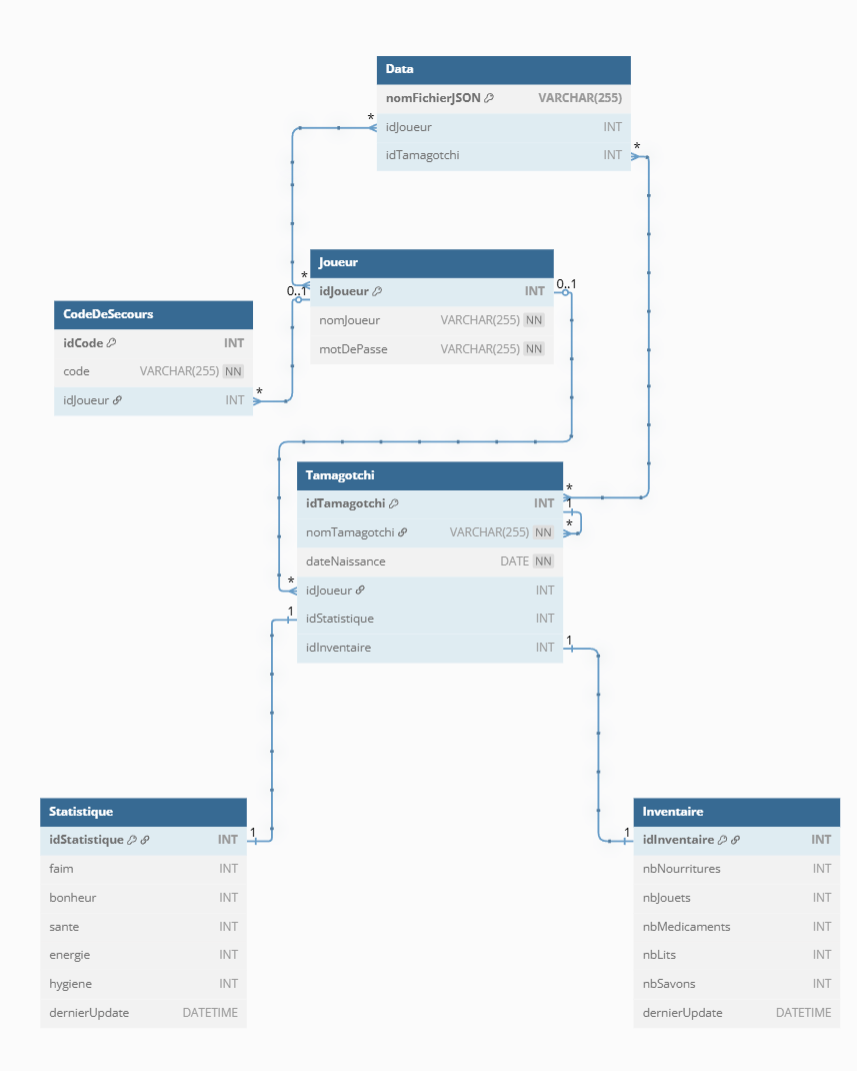 Data
nomFichierJSON VARCHAR(255)
* idJoueur INT
idTamagotchi INT *
Joueur
*
0..1 idJoueur INT 0..1
nomJoueur VARCHAR(255) NN
motDePasse VARCHAR(255) NN
CodeDeSecours
idCode INT
code VARCHAR(255) NN
idJoueur INT *
Tamagotchi
*
idTamagotchi INT 1
nomTamagotchi VARCHAR(255) NN *
dateNaissance DATE NN
* idJoueur INT
1 idStatistique INT
idInventaire INT 1
Statistique
idStatistique INT 1
faim INT
bonheur INT
sante INT
energie INT
hygiene INT
dernierUpdate DATETIME
Inventaire
1 idInventaire INT
nbNourritures INT
nbJouets INT
nbMedicaments INT
nbLits INT
nbSavons INT
dernierUpdate DATETIME